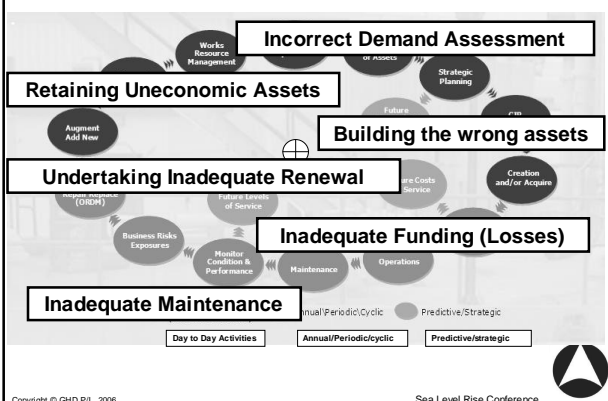 Works
Resource
Management
Incorrect Demand Assessment
of Assets
Strategic
Planning
Retaining Uneconomic Assets
Future
Augment
Add New
Building the wrong assets
Undertaking Inadequate Renewal
Costs
Service
Creation
and/or Acquire
Repair Replace
(ORDM)
Future Levels
of Service
Business Risks
Exposures
Inadequate Funding (Losses)
Monitor
Condition &
Performance
Maintenance
Operations
Inadequate Maintenance
\Periodic\Cyclic
Predictive/Strategic
Day to Day Activities
Annual/Periodic/cyclic
Predictive/strategic
Copyright © GHD P/L 2006
Sea Level Rise Conference